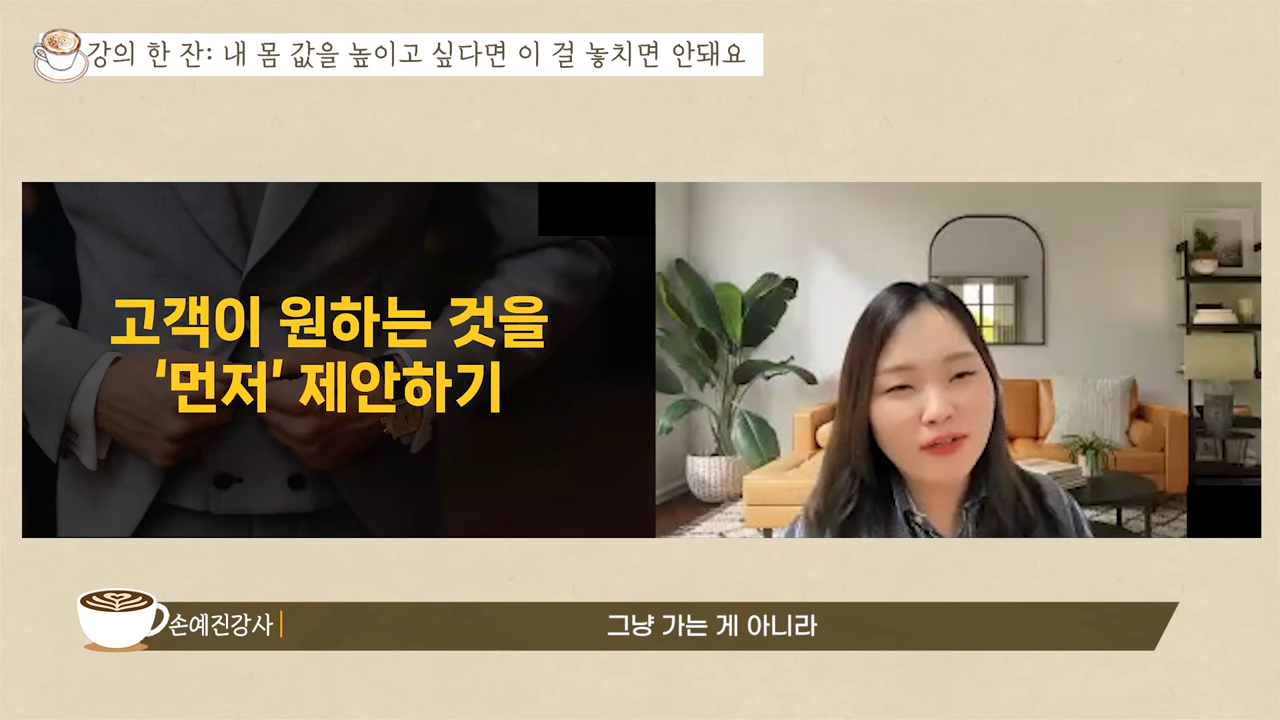 강의 한 잔: 내 몸 값을 높이고 싶다면 이 걸 놓치면 안돼요
고객이 원하는 것을
‘먼저’ 제안하기
손예진강사
그냥 가는 게 아니라